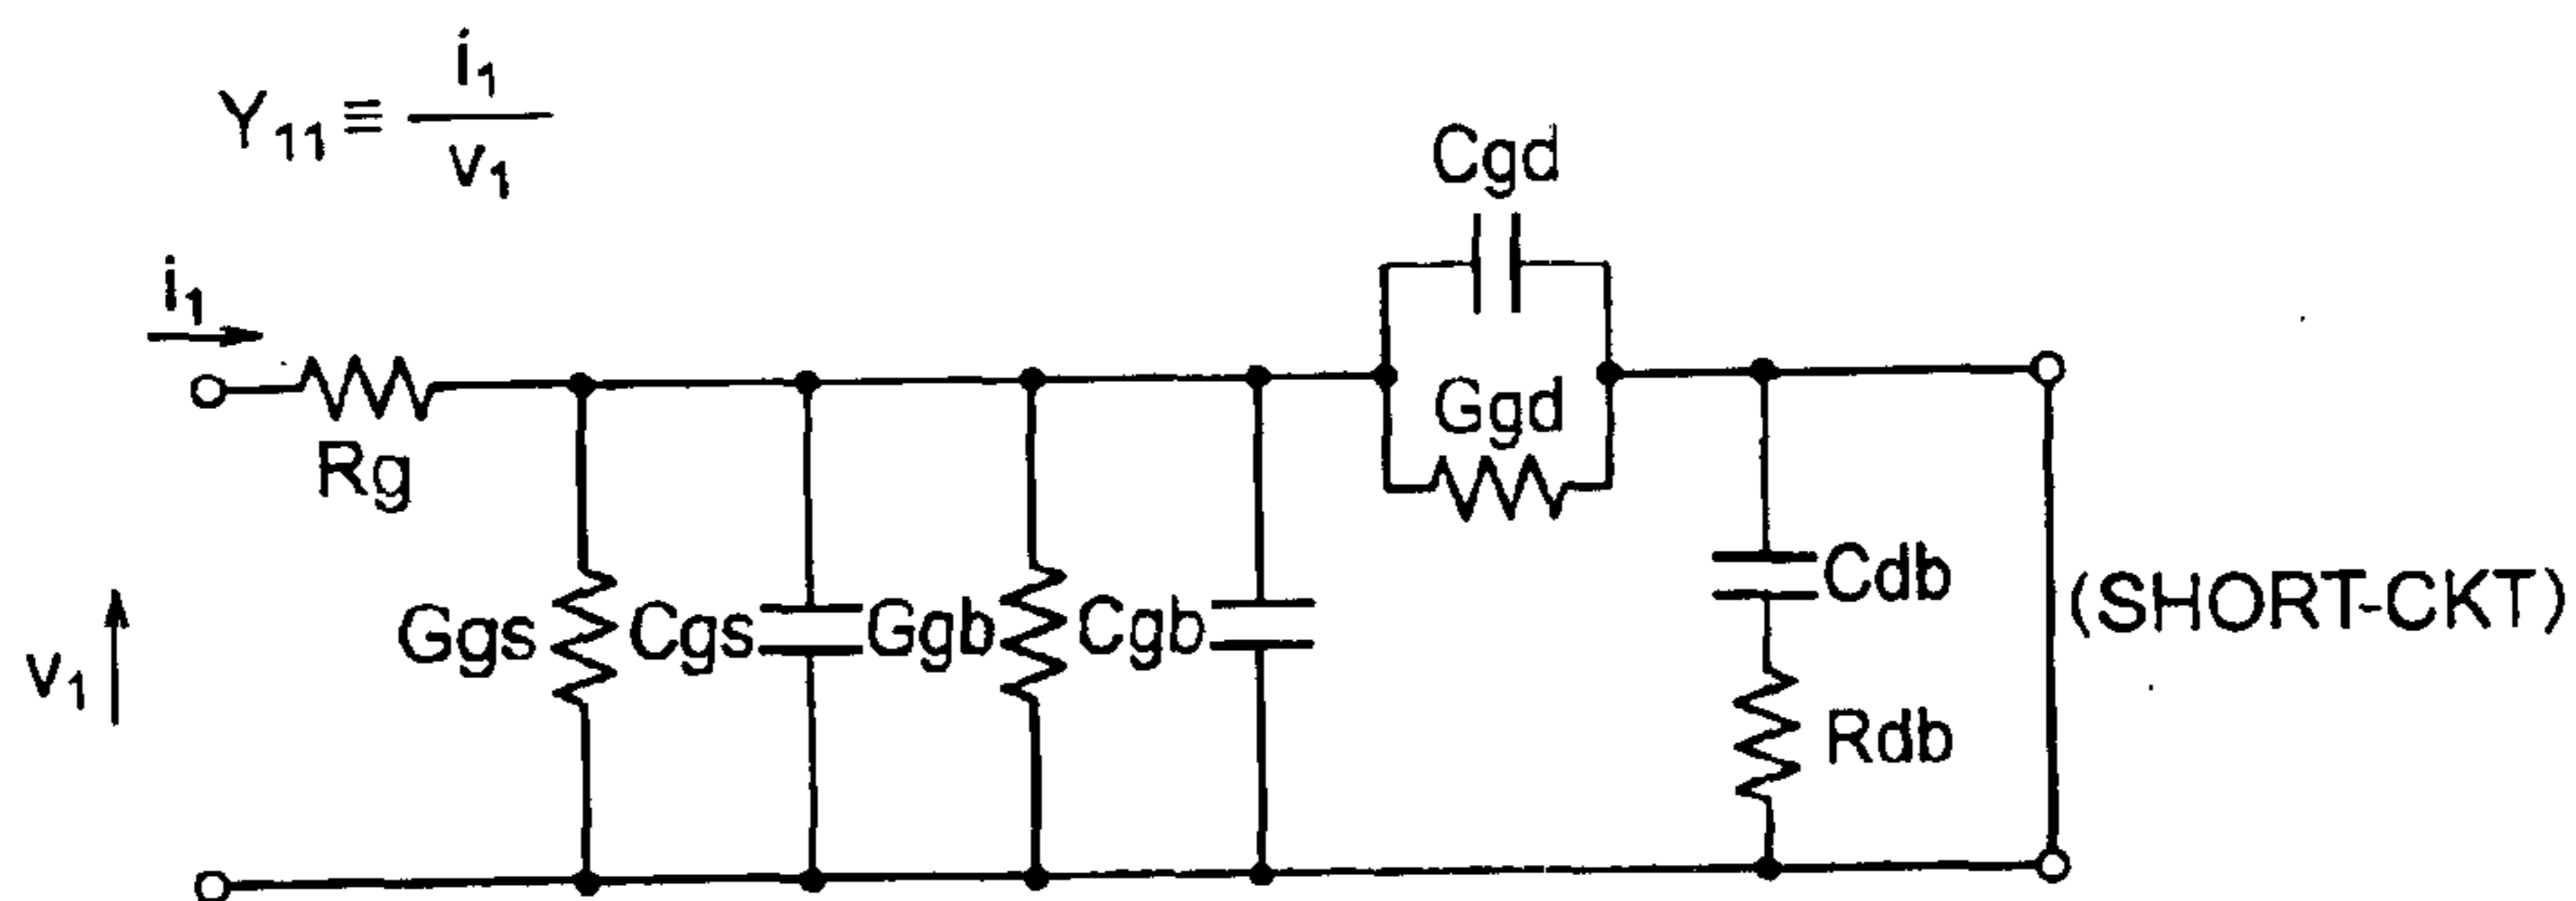 Y11 ≡ i1 / v1
Cgd
i1
Ggd
Rg
Ggs
Cgs
Ggb
Cgb
Cdb
(SHORT-CKT)
v1
Rdb